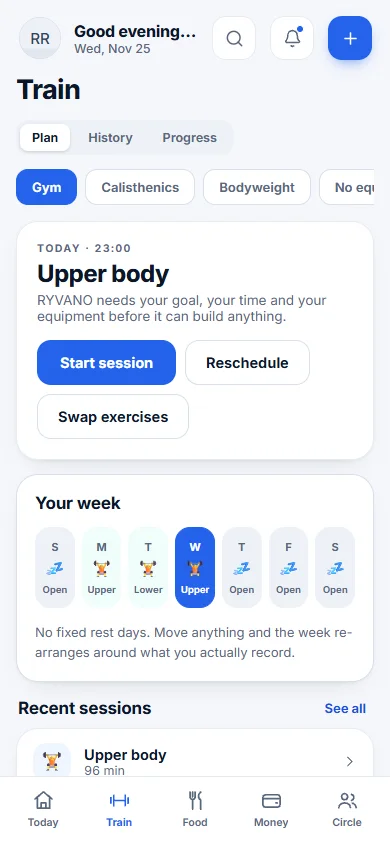 RR
Good evening...
Wed, Nov 25
Train
Plan
History
Progress
Gym
Calisthenics
Bodyweight
No equ
TODAY · 23:00
Upper body
RYVANO needs your goal, your time and your
equipment before it can build anything.
Start session
Reschedule
Swap exercises
Your week
S
M
T
W
T
F
S
Open
Upper
Lower
Upper
Open
Open
Open
No fixed rest days. Move anything and the week re-
arranges around what you actually record.
Recent sessions
See all
Upper body
96 min
Today
Train
Food
Money
Circle